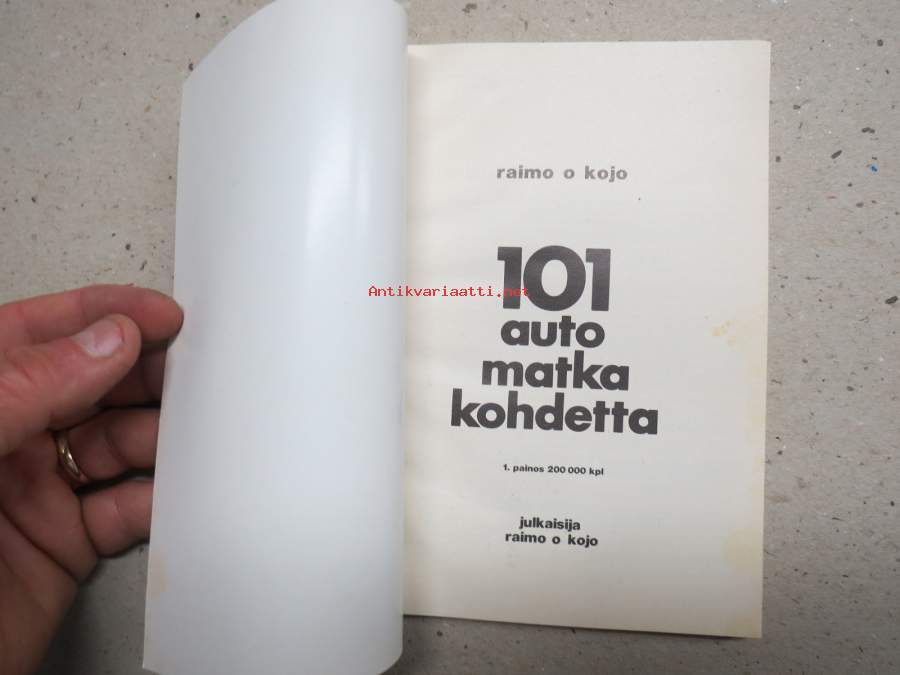 raimo o kojo
101
Antikvariaatti.net
auto
matka
kohdetta
1. painos 200 000 kpl
julkaisija
raimo o kojo